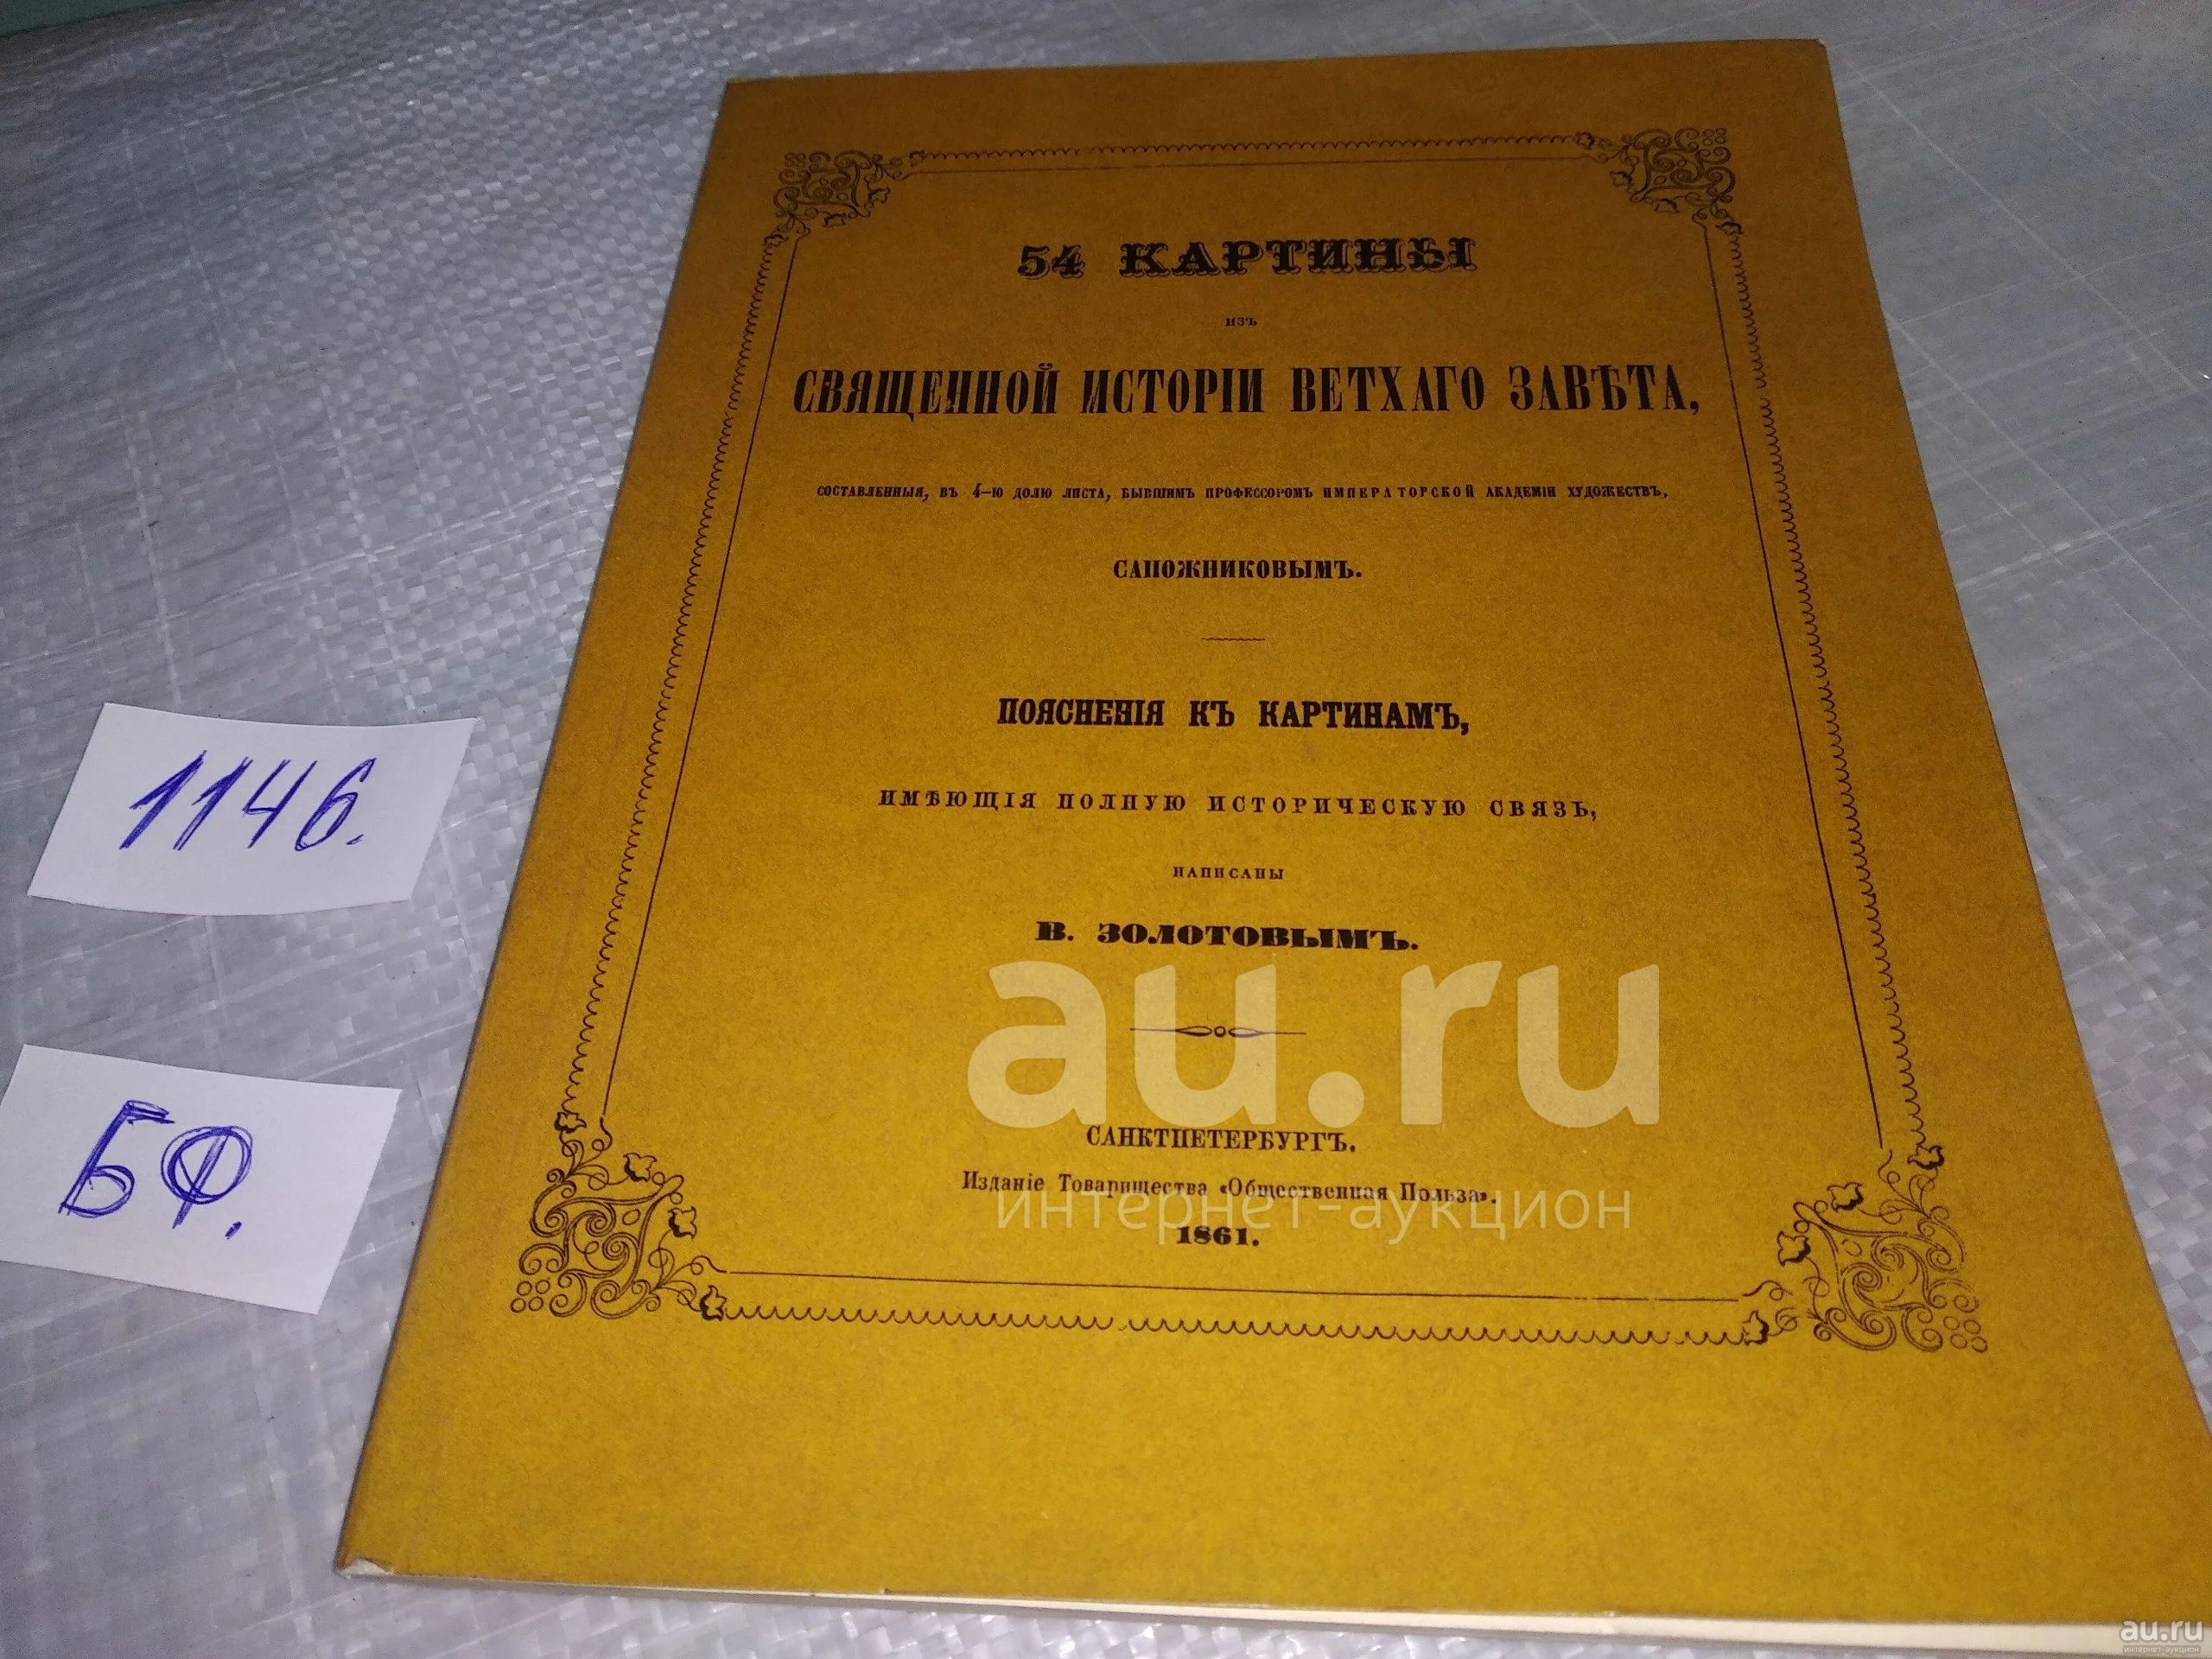 54 КАРТИНЫ
изъ
СВЯЩЕННОЙ ИСТОРІИ ВЕТХАГО ЗАВѢТА,
СОСТАВЛЕННЫЯ, ВЪ 4-Ю ДОЛЮ ЛИСТА, БЫВШИМЪ ПРОФЕССОРОМЪ ИМПЕРАТОРСКОЙ АКАДЕМІИ ХУДОЖЕСТВЪ,
САПОЖНИКОВЫМЪ.
ПОЯСНЕНІЯ КЪ КАРТИНАМЪ,
ИМѢЮЩІЯ ПОЛНУЮ ИСТОРИЧЕСКУЮ СВЯЗЬ,
НАПИСАНЫ
В. ЗОЛОТОВЫМЪ.
САНКТПЕТЕРБУРГЪ.
Изданіе Товарищества «Общественная Польза».
1861.
1146.
БФ.
au.ru
интернет-аукцион
au.ru
интернет-аукцион